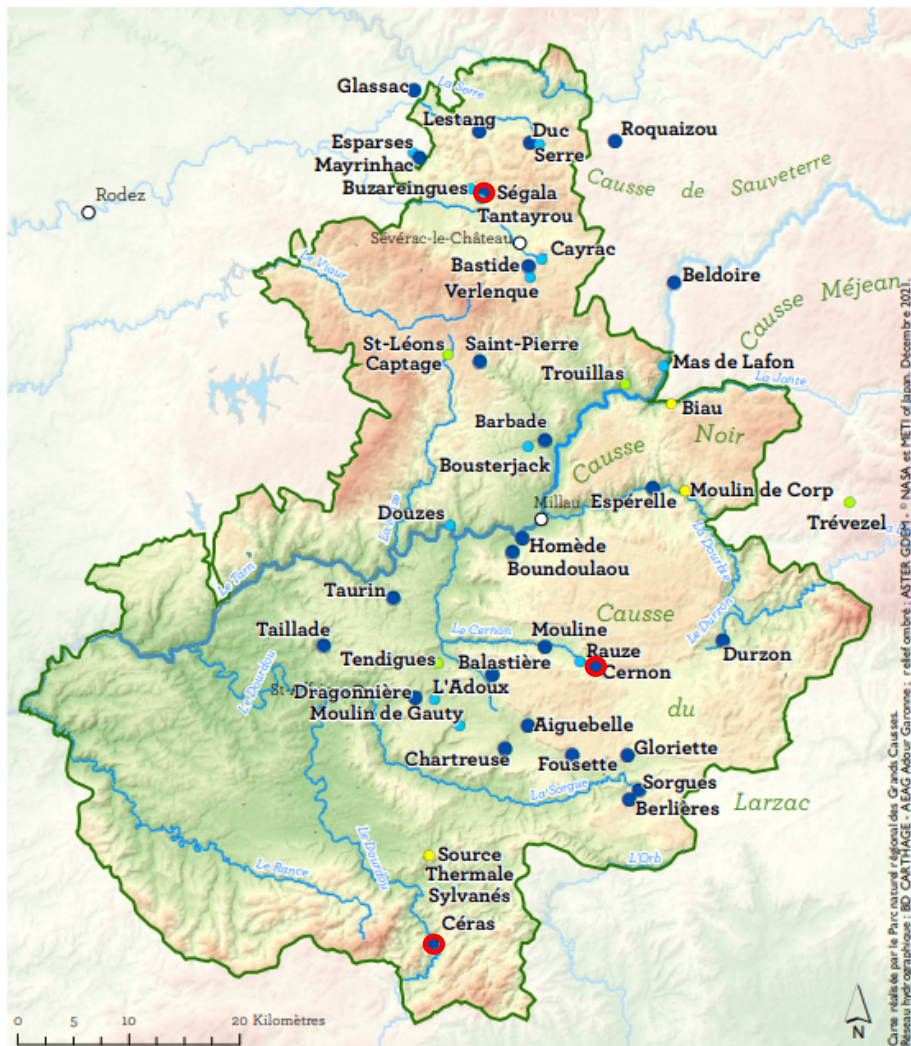 Glassac
La Serre
Lestang
Duc
Roquaizou
Esparses
Serre
Mayrinhac
Causse de Sauveterre
Buzareingues
Ségala
Rodez
Tantayrou
Sévérac-le-Château
Cayrac
Le Viaur
Bastide
Beldoire
Verlenque
Causse Méjean
St-Léons
Captage
Saint-Pierre
Mas de Lafon
Trouillas
La Jonte
Biau
Barbade
Causse Noir
Bousterjack
Espérelle
Moulin de Corp
Millau
Trévezel
Douzes
Homède
La Dourbie
Boundoulaou
Le Tarn
Taurin
Causse
Le Durzon
Taillade
Le Cernon
Mouline
Rauze
Durzon
Tendigues
Balastière
Cernon
Le Dourdou
Dragonnière
L'Adoux
du
Moulin de Gauty
Aiguebelle
Chartreuse
Fousette
Gloriette
La Sorgue
Sorgues
Berlières
Larzac
Le Dourdou
Source
Thermale
Sylvanés
L'Orb
Le Rance
Céras
0 5 10 20 Kilomètres
N
Carte réalisée par le Parc naturel régional des Grands Causses.
Réseau hydrographique : BD CARTHAGE - AEAG Adour Garonne ; relief ombré : ASTER GDEM - © NASA et METI of Japan. Décembre 2021.